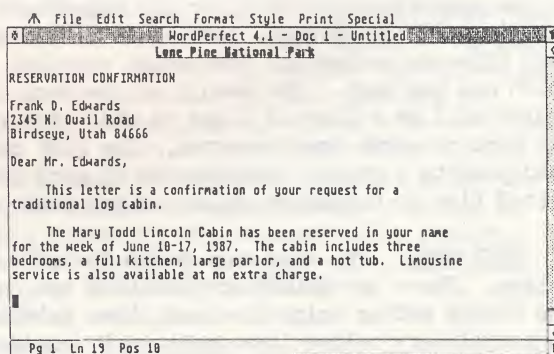 File Edit Search Format Style Print Special
WordPerfect 4.1 - Doc 1 - Untitled
Lone Pine National Park
RESERVATION CONFIRMATION
Frank D. Edwards
2345 N. Quail Road
Birdseye, Utah 84666
Dear Mr. Edwards,
This letter is a confirmation of your request for a
traditional log cabin.
The Mary Todd Lincoln Cabin has been reserved in your name
for the week of June 10-17, 1987. The cabin includes three
bedrooms, a full kitchen, large parlor, and a hot tub. Limousine
service is also available at no extra charge.
Pg 1 Ln 19 Pos 10